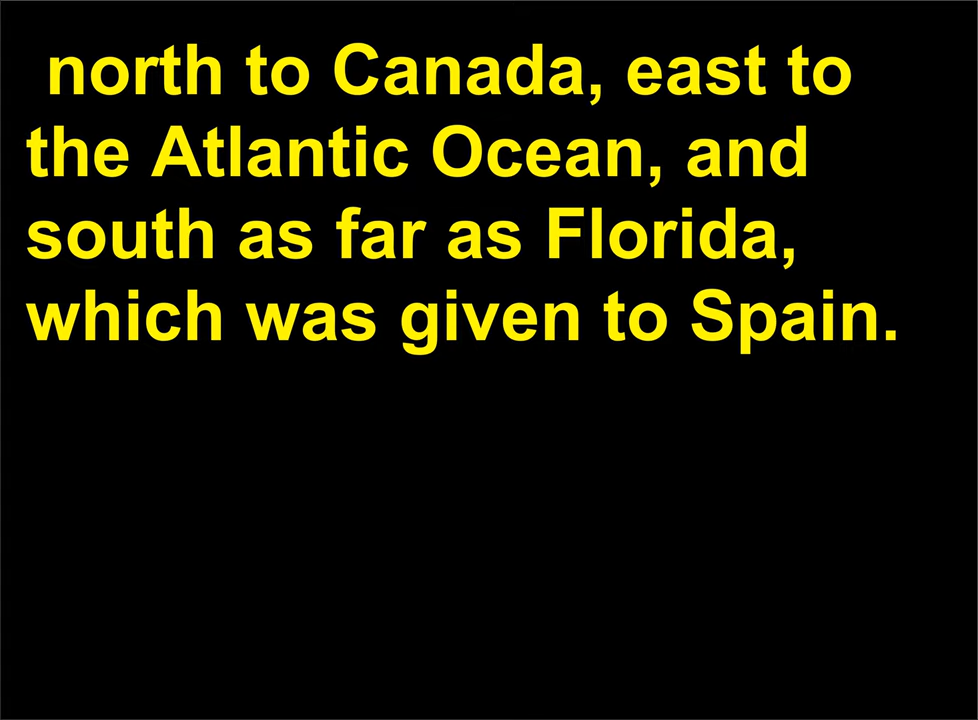 north to Canada, east to
the Atlantic Ocean, and
south as far as Florida,
which was given to Spain.